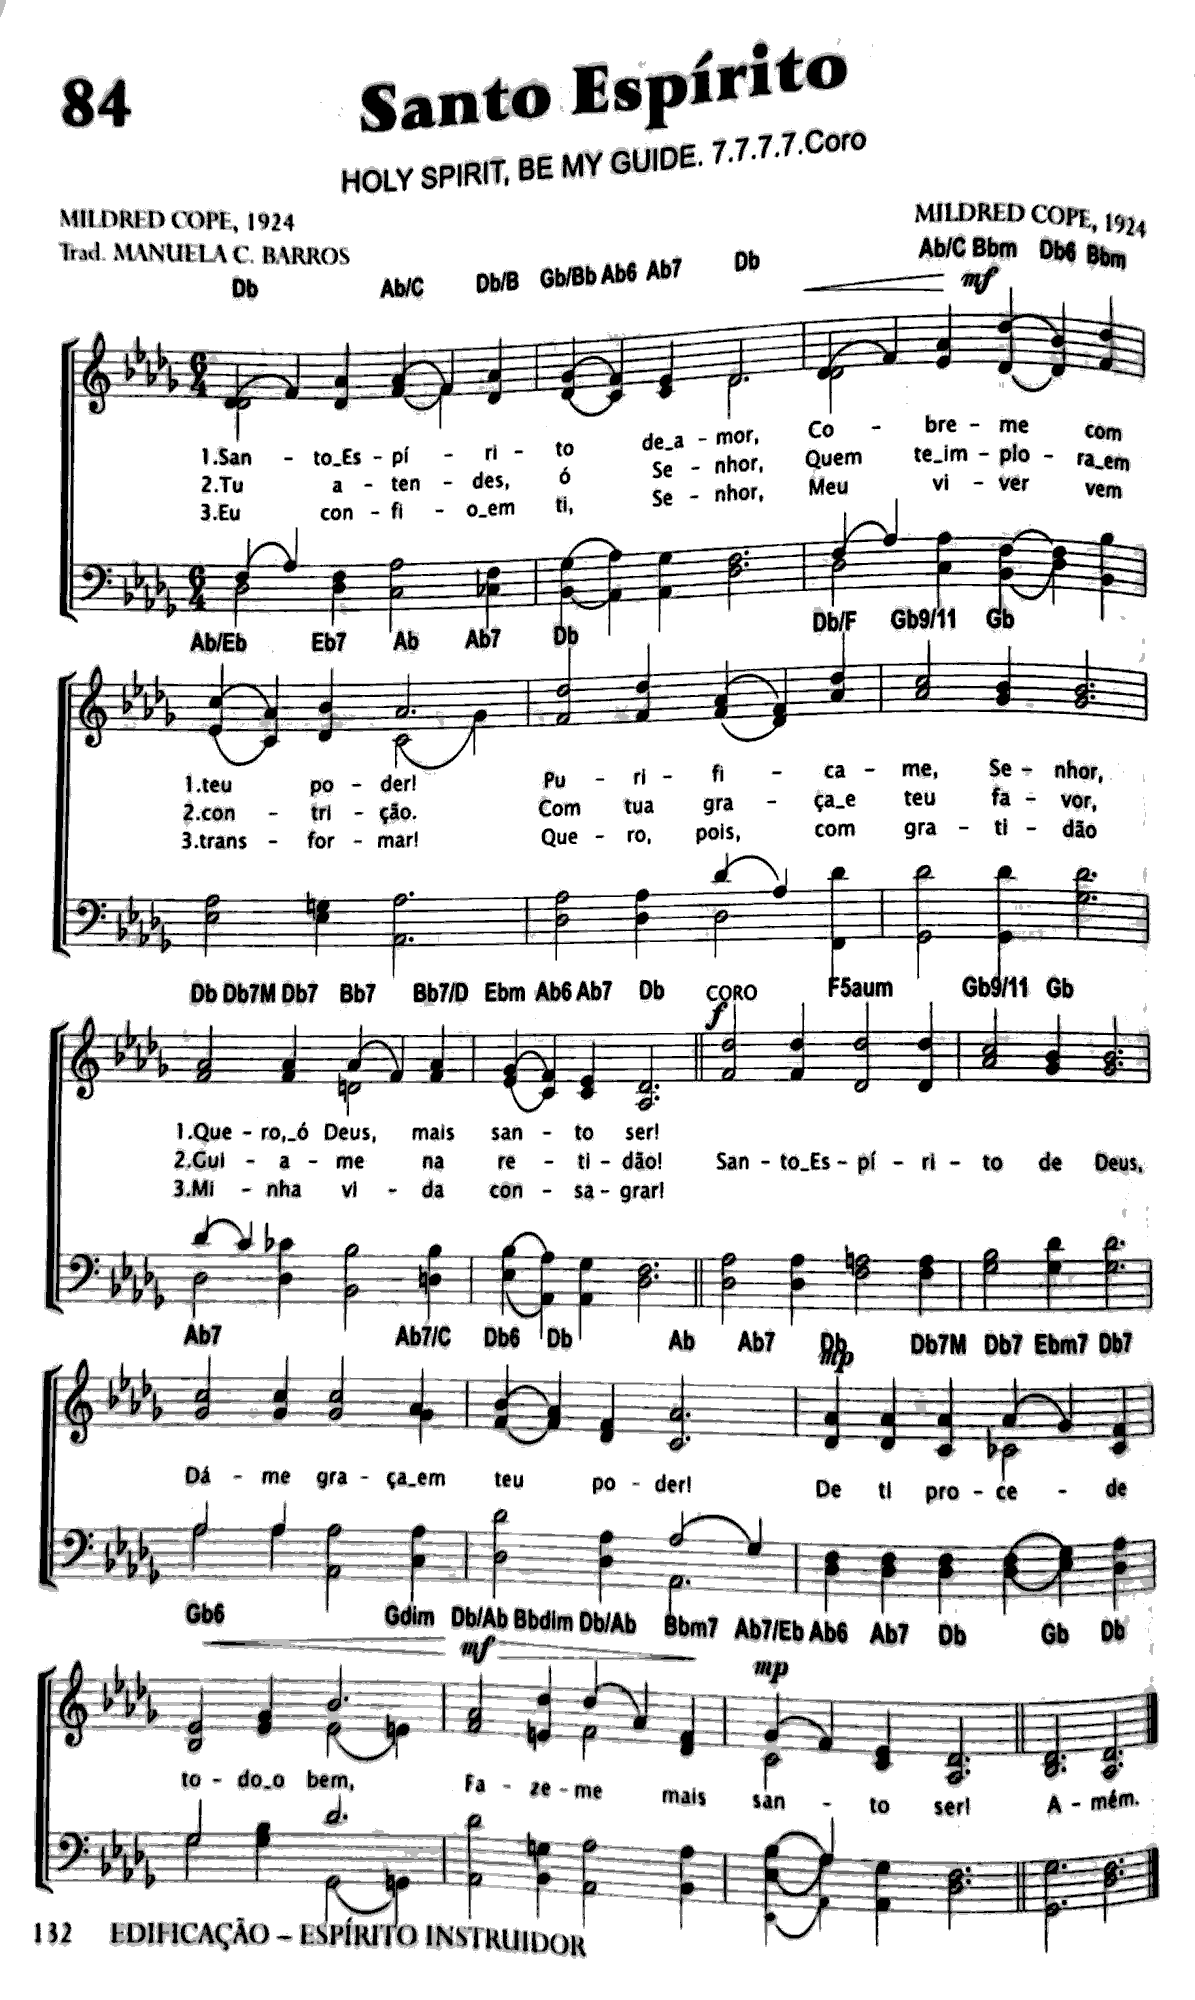 84
Santo Espírito
HOLY SPIRIT, BE MY GUIDE. 7.7.7.7.Coro
MILDRED COPE, 1924
MILDRED COPE, 1924
Trad. MANUELA C. BARROS
Db Ab/C Db/B Gb/Bb Ab6 Ab7 Db Ab/C Bbm Db6 Bbm
mf
6 4
1.San - to_Es - pí - ri - to de_a - mor, Co - bre - me com
2.Tu a - ten - des, ó Se - nhor, Quem te_im - plo - ra_em
3.Eu con - fi - o_em ti, Se - nhor, Meu vi - ver vem
6 4
Ab/Eb Eb7 Ab Ab7 Db Db/F Gb9/11 Gb
1.teu po - der! Pu - ri - fi - ca - me, Se - nhor,
2.con - tri - ção. Com tua gra - ça_e teu fa - vor,
3.trans - for - mar! Que - ro, pois, com gra - ti - dão
Db Db7M Db7 Bb7 Bb7/D Ebm Ab6 Ab7 Db CORO F5aum Gb9/11 Gb
f
1.Que - ro,_ó Deus, mais san - to ser!
2.Gui - a - me na re - ti - dão! San - to_Es - pí - ri - to de Deus,
3.Mi - nha vi - da con - sa - grar!
Ab7 Ab7/C Db6 Db Ab Ab7 Db Db7M Db7 Ebm7 Db7
mp
Dá - me gra - ça_em teu po - der! De ti pro - ce - de
Gb6 Gdim Db/Ab Bbdim Db/Ab Bbm7 Ab7/Eb Ab6 Ab7 Db Gb Db
mf mp
to - do_o bem, Fa - ze - me mais san - to ser! A - mém.
132 EDIFICAÇÃO – ESPÍRITO INSTRUIDOR